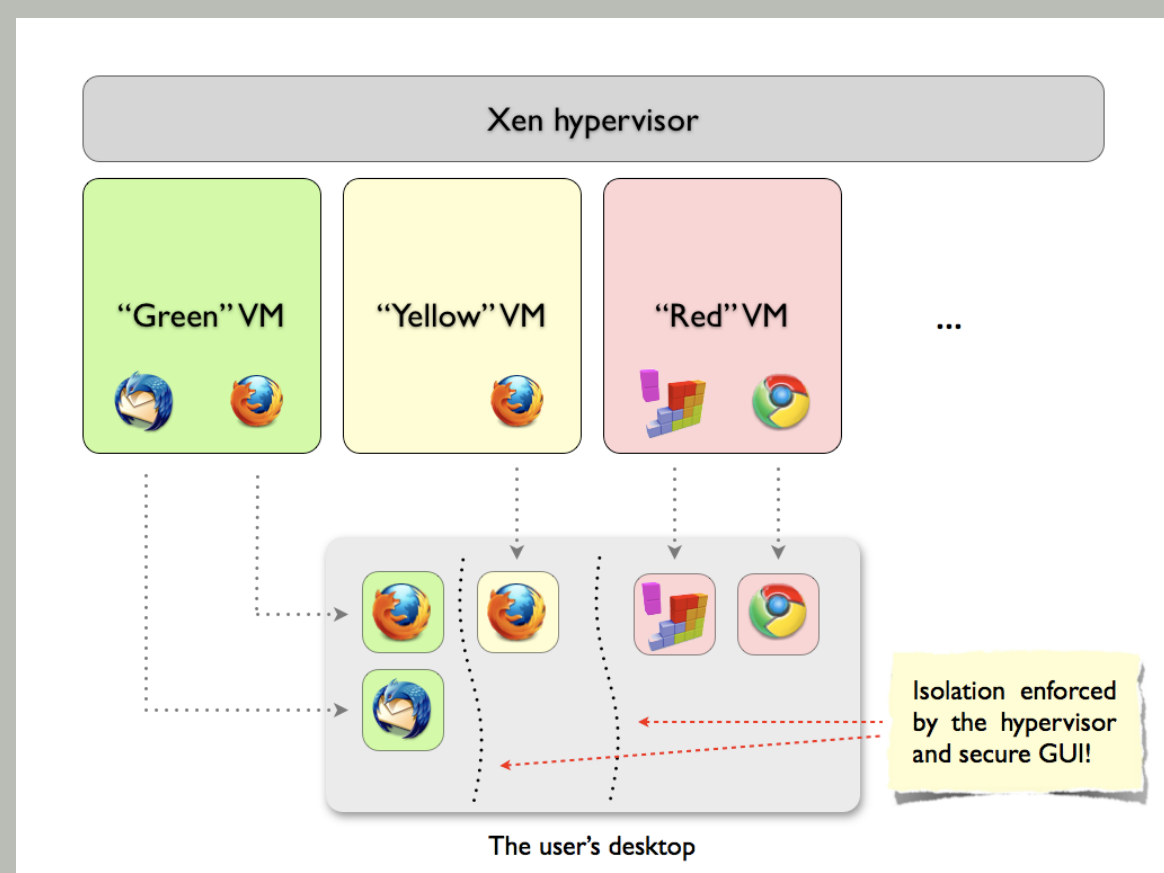 Xen hypervisor
“Green” VM
“Yellow” VM
“Red” VM
...
Isolation enforced
by the hypervisor
and secure GUI!
The user’s desktop